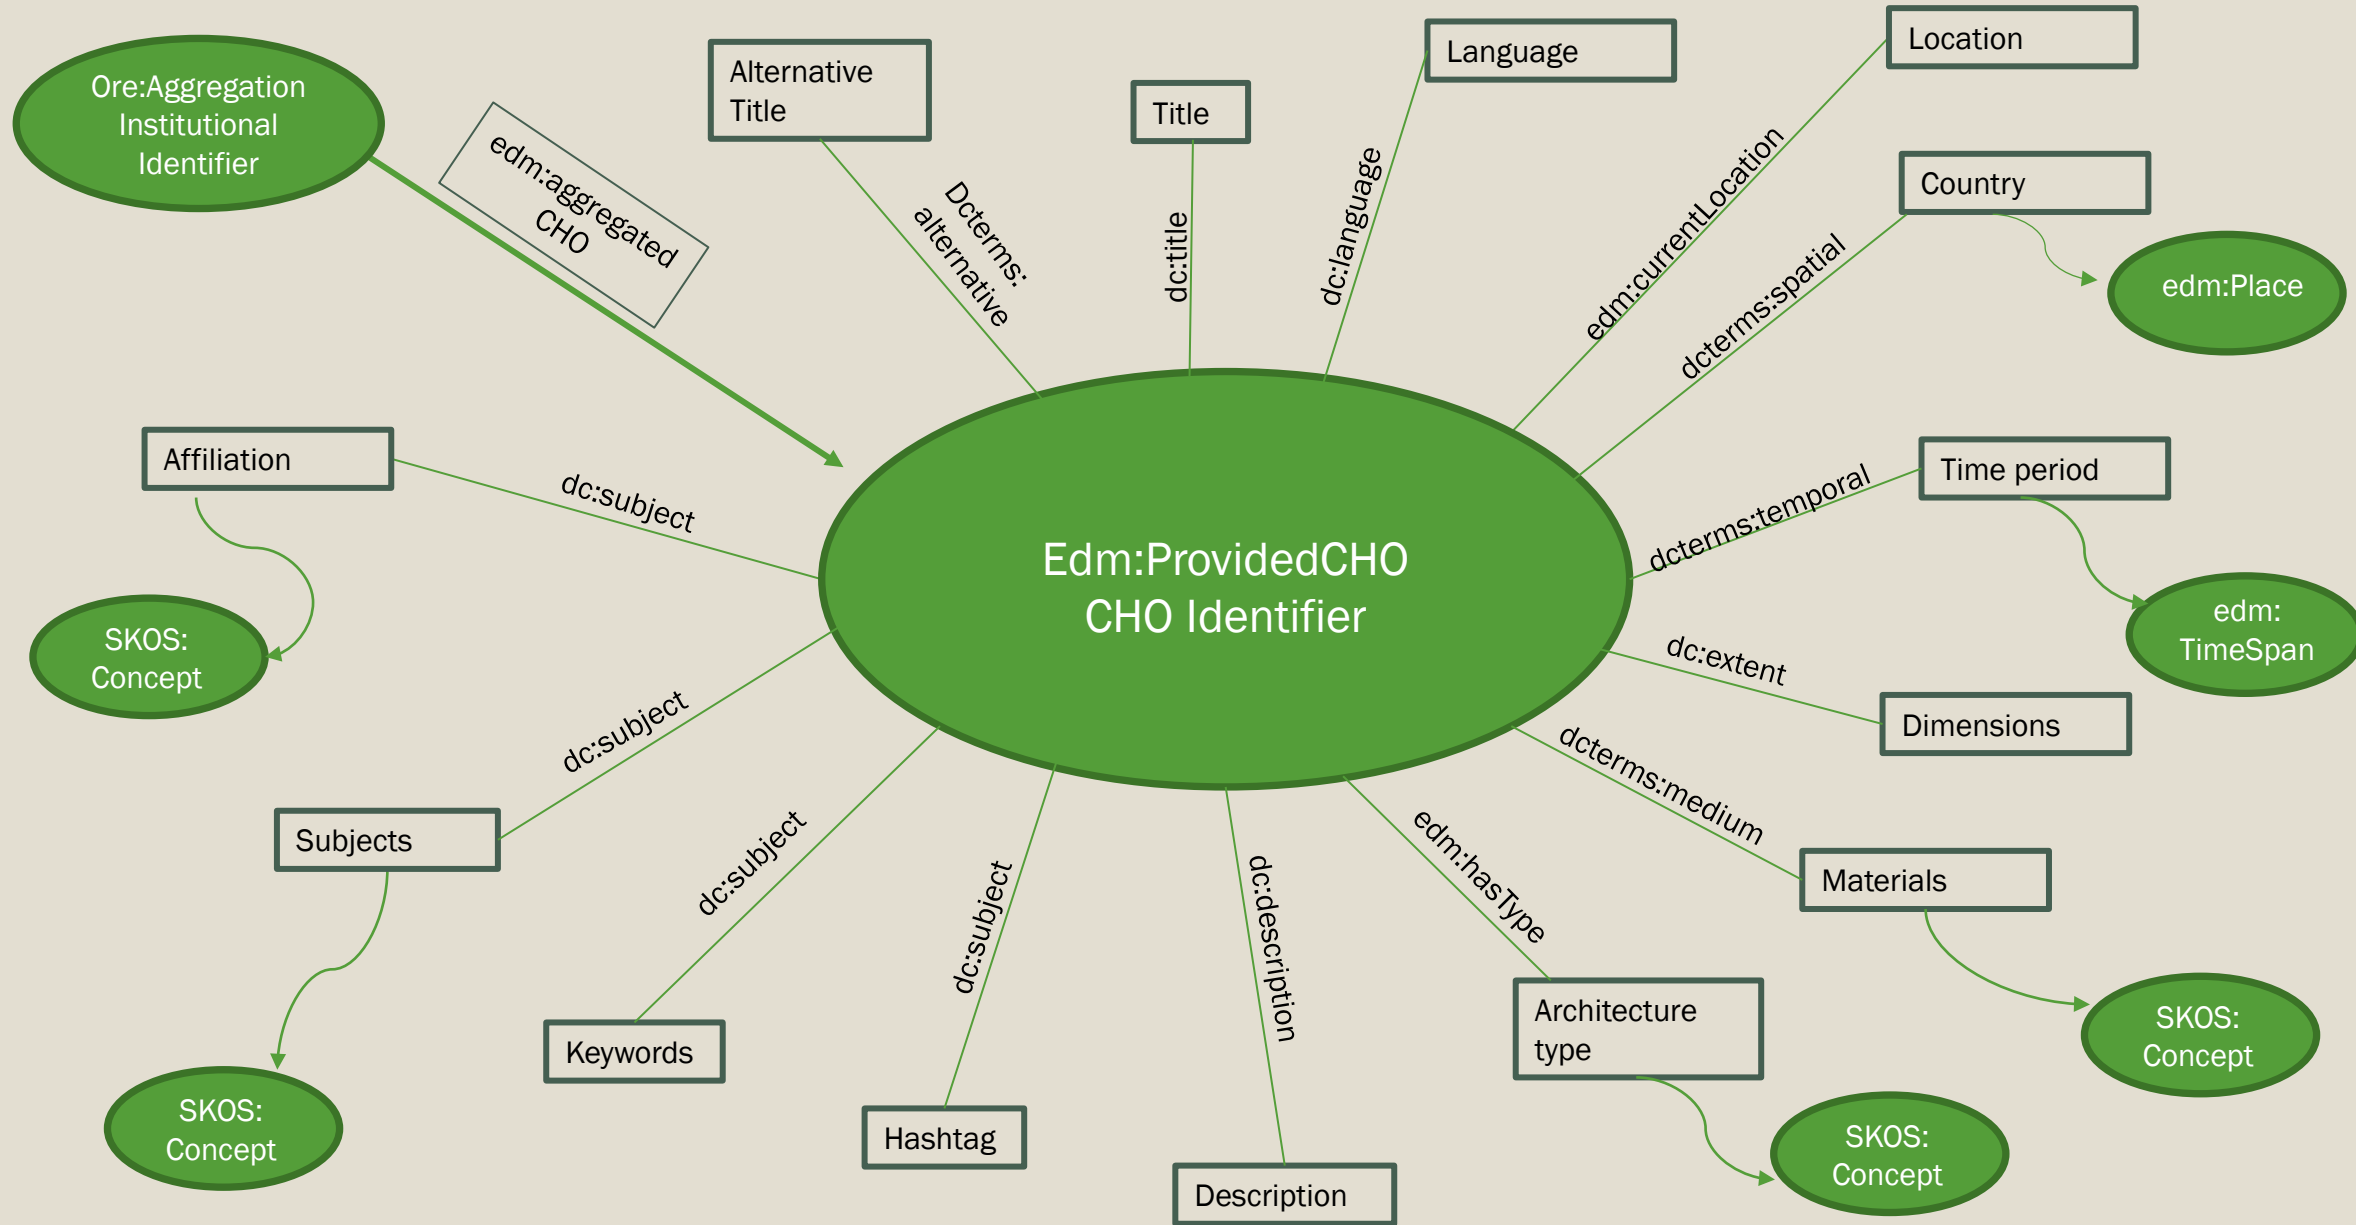 Ore:Aggregation
Institutional
Identifier
edm:aggregated
CHO
Alternative
Title
Dcterms:
alternative
Title
dc:title
Language
dc:language
Location
edm:currentLocation
Country
dcterms:spatial
edm:Place
Affiliation
dc:subject
SKOS:
Concept
Edm:ProvidedCHO
CHO Identifier
Time period
dcterms:temporal
edm:
TimeSpan
dc:extent
Dimensions
dc:subject
Subjects
SKOS:
Concept
dc:subject
Keywords
dc:subject
Hashtag
dc:description
Description
edm:hasType
Architecture
type
SKOS:
Concept
dcterms:medium
Materials
SKOS:
Concept